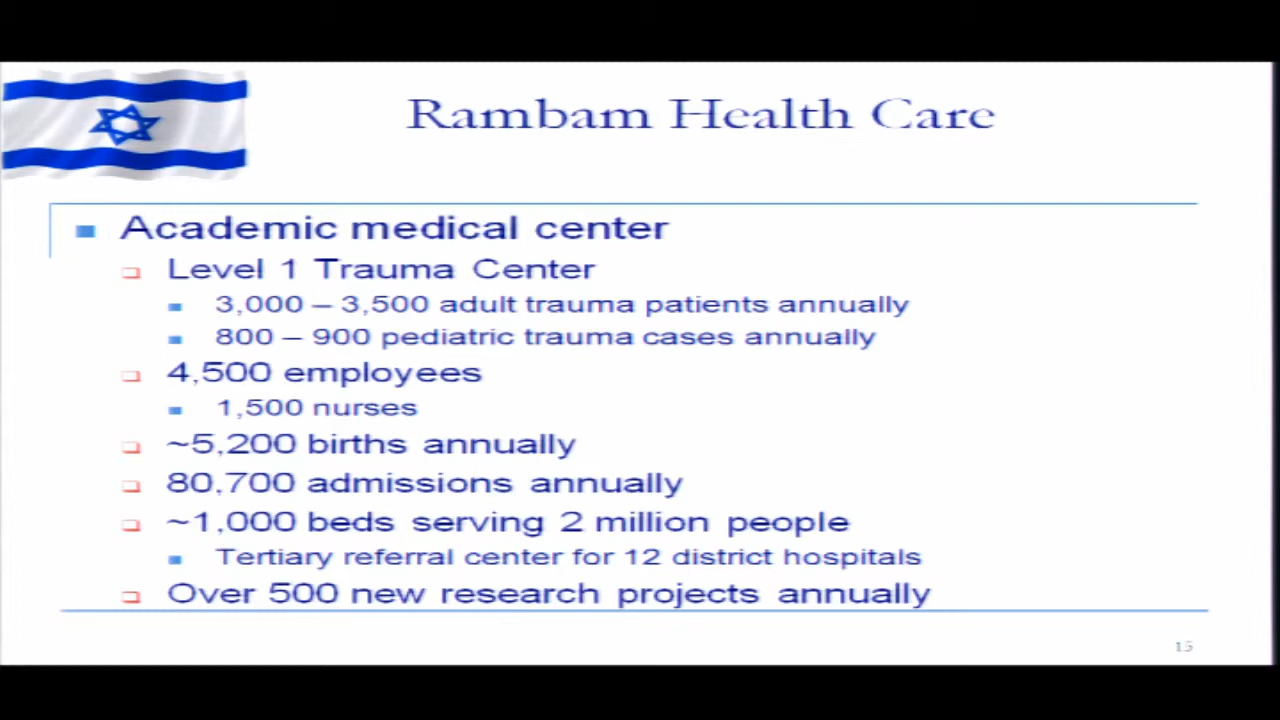 Rambam Health Care
Academic medical center
Level 1 Trauma Center
3,000 – 3,500 adult trauma patients annually
800 – 900 pediatric trauma cases annually
4,500 employees
1,500 nurses
~5,200 births annually
80,700 admissions annually
~1,000 beds serving 2 million people
Tertiary referral center for 12 district hospitals
Over 500 new research projects annually
15